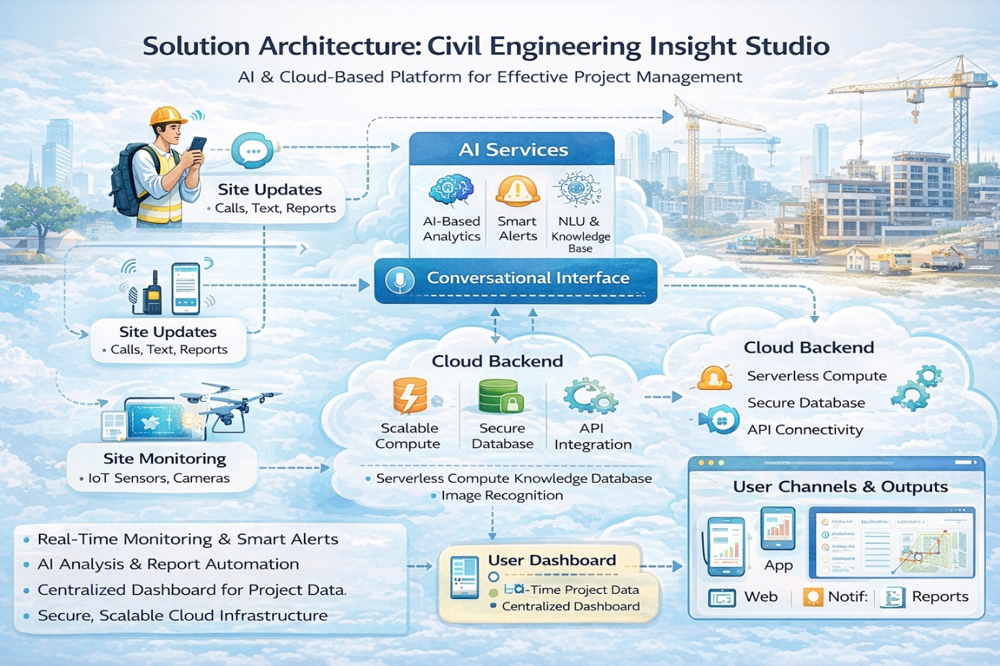 Solution Architecture: Civil Engineering Insight Studio
AI & Cloud-Based Platform for Effective Project Management
Site Updates
• Calls, Text, Reports
AI Services
AI-Based
Analytics
Smart
Alerts
NLU &
Knowledge
Base
Conversational Interface
Site Updates
• Calls, Text, Reports
Cloud Backend
Scalable
Compute
Secure
Database
API
Integration
• Serverless Compute Knowledge Database
• Image Recognition
Cloud Backend
Serverless Compute
Secure Database
API Connectivity
Site Monitoring
• IoT Sensors, Cameras
• Real-Time Monitoring & Smart Alerts
• AI Analysis & Report Automation
• Centralized Dashboard for Project Data.
• Secure, Scalable Cloud Infrastructure
User Dashboard
-Time Project Data
• Centralized Dashboard
User Channels & Outputs
App
Web
Notif:
Reports